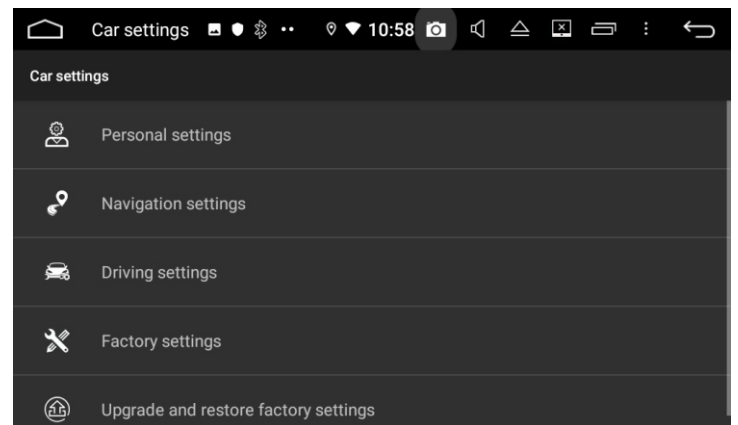 Car settings 10:58
Car settings
Personal settings
Navigation settings
Driving settings
Factory settings
Upgrade and restore factory settings